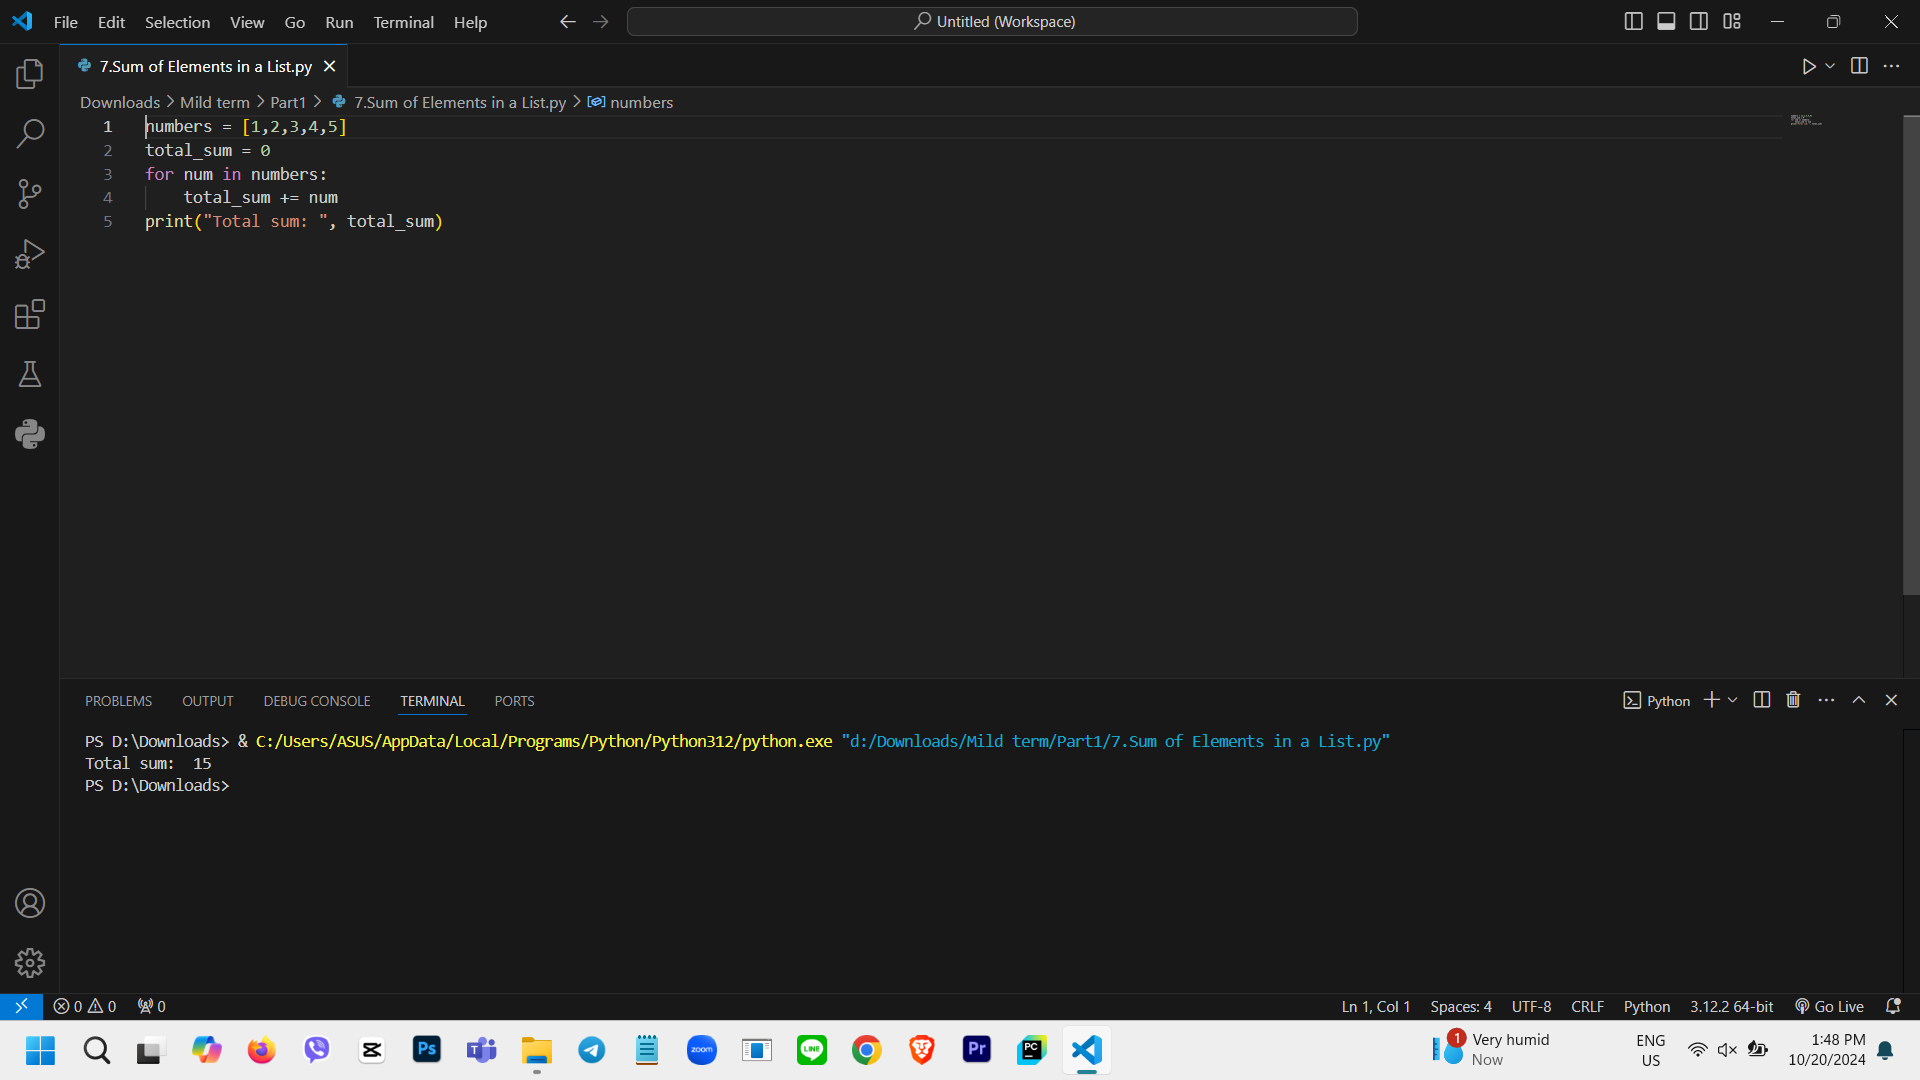 File Edit Selection View Go Run Terminal Help Untitled (Workspace)
7.Sum of Elements in a List.py
Downloads > Mild term > Part1 > 7.Sum of Elements in a List.py > numbers
1 numbers = [1,2,3,4,5]
2 total_sum = 0
3 for num in numbers:
4     total_sum += num
5 print("Total sum: ", total_sum)
PROBLEMS OUTPUT DEBUG CONSOLE TERMINAL PORTS Python
PS D:\Downloads> & C:/Users/ASUS/AppData/Local/Programs/Python/Python312/python.exe "d:/Downloads/Mild term/Part1/7.Sum of Elements in a List.py"
Total sum:  15
PS D:\Downloads>
0 0 0 Ln 1, Col 1 Spaces: 4 UTF-8 CRLF Python 3.12.2 64-bit Go Live
Ps T zoom LINE Pr PC 1 Very humid ENG 1:48 PM
Now US 10/20/2024